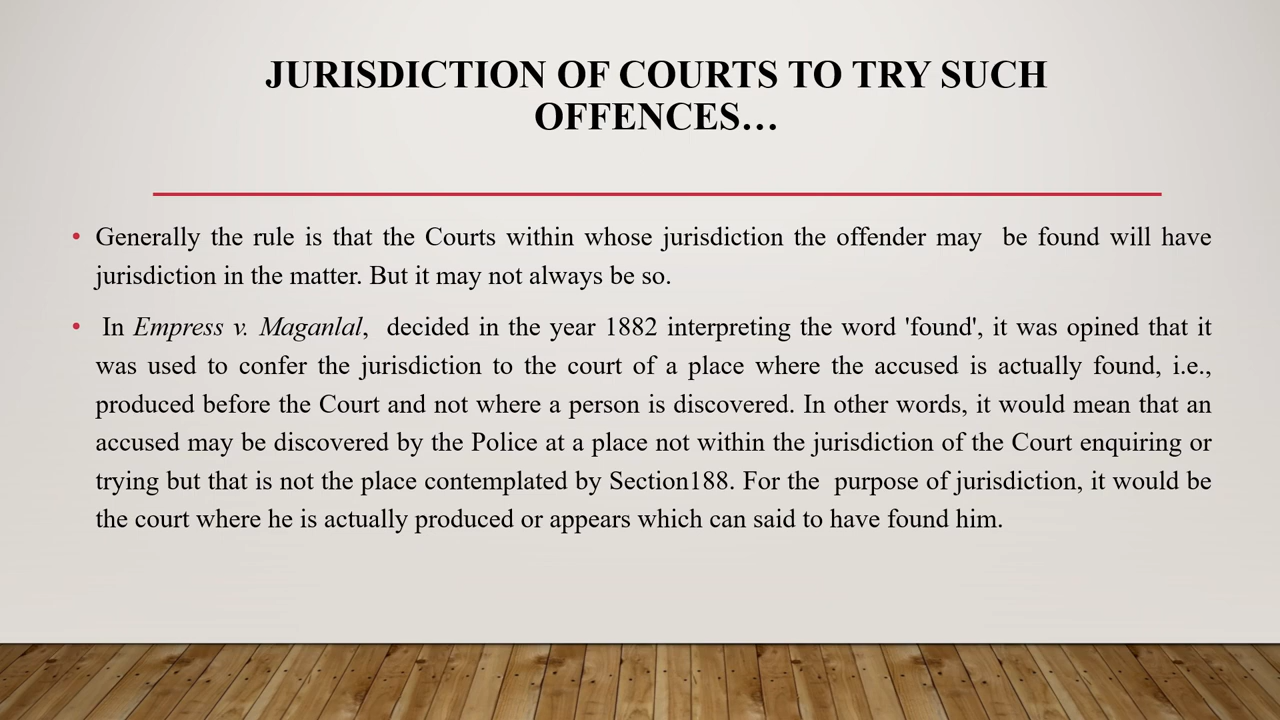 JURISDICTION OF COURTS TO TRY SUCH
OFFENCES…
• Generally the rule is that the Courts within whose jurisdiction the offender may  be found will have
jurisdiction in the matter. But it may not always be so.
•  In Empress v. Maganlal,  decided in the year 1882 interpreting the word 'found', it was opined that it
was used to confer the jurisdiction to the court of a place where the accused is actually found, i.e.,
produced before the Court and not where a person is discovered. In other words, it would mean that an
accused may be discovered by the Police at a place not within the jurisdiction of the Court enquiring or
trying but that is not the place contemplated by Section188. For the  purpose of jurisdiction, it would be
the court where he is actually produced or appears which can said to have found him.